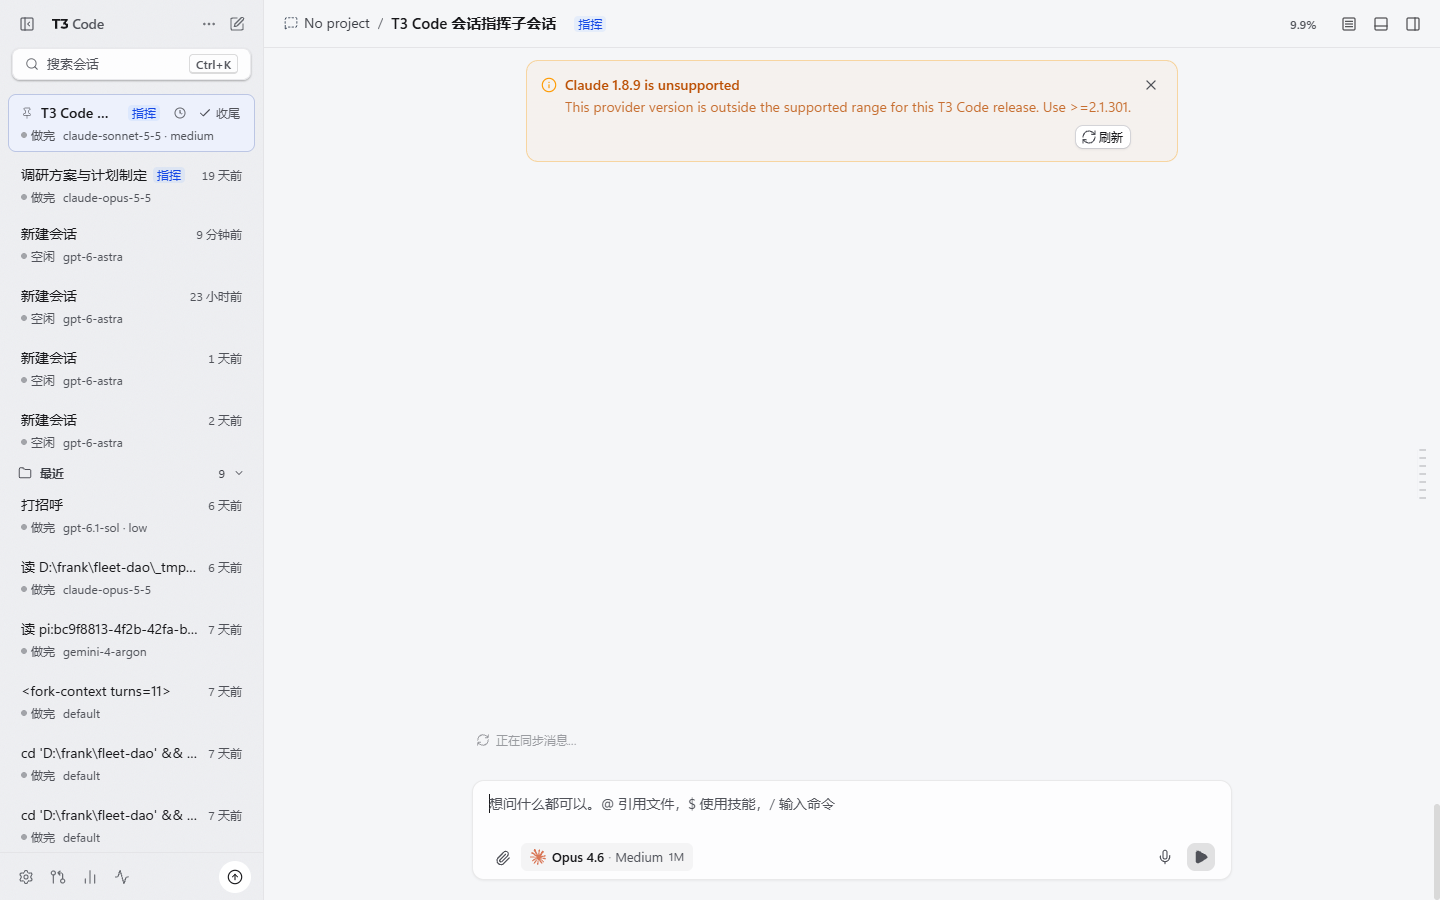 T3 Code
搜索会话 Ctrl+K
T3 Code ... 指挥 收尾
做完 claude-sonnet-5-5 · medium
调研方案与计划制定 指挥 19 天前
做完 claude-opus-5-5
新建会话 9 分钟前
空闲 gpt-6-astra
新建会话 23 小时前
空闲 gpt-6-astra
新建会话 1 天前
空闲 gpt-6-astra
新建会话 2 天前
空闲 gpt-6-astra
最近 9
打招呼 6 天前
做完 gpt-6.1-sol · low
读 D:\frank\fleet-dao\_tmp... 6 天前
做完 claude-opus-5-5
读 pi:bc9f8813-4f2b-42fa-b... 7 天前
做完 gemini-4-argon
<fork-context turns=11> 7 天前
做完 default
cd 'D:\frank\fleet-dao' && ... 7 天前
做完 default
cd 'D:\frank\fleet-dao' && ... 7 天前
做完 default
No project / T3 Code 会话指挥子会话 指挥 9.9%
Claude 1.8.9 is unsupported
This provider version is outside the supported range for this T3 Code release. Use >=2.1.301.
刷新
正在同步消息...
想问什么都可以。@ 引用文件，$ 使用技能，/ 输入命令
Opus 4.6 · Medium 1M